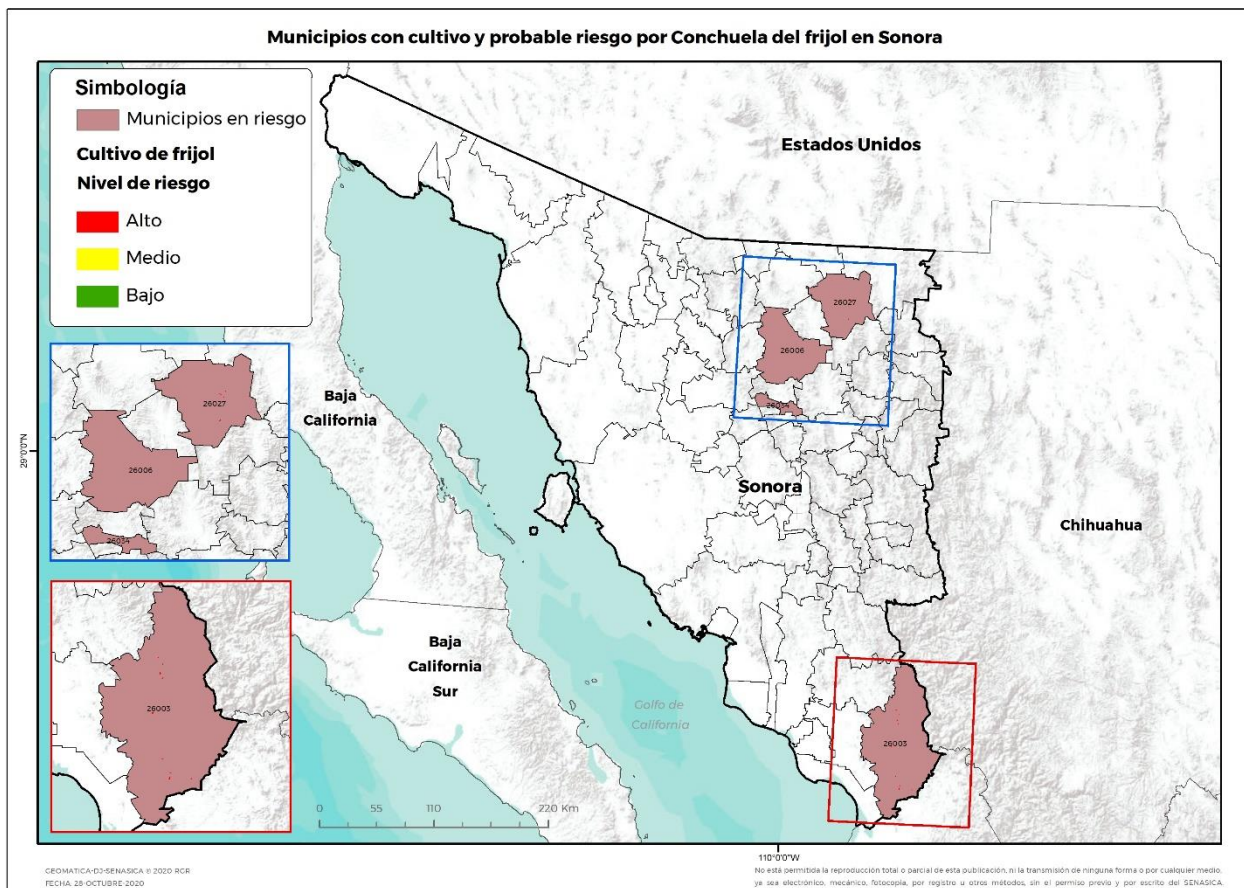 Municipios con cultivo y probable riesgo por Conchuela del frijol en Sonora
Simbología
Municipios en riesgo
Cultivo de frijol
Nivel de riesgo
Alto
Medio
Bajo
Estados Unidos
26027
26006
26034
Baja
California
29°0'0"N
26027
26006
26034
Sonora
Chihuahua
26003
Baja
California
Sur
Golfo de
California
26003
0 55 110 220 Km
110°0'0"W
GEOMATICA-DJ-SENASICA © 2020 RCR
FECHA: 28-OCTUBRE-2020
No está permitida la reproducción total o parcial de esta publicación, ni la transmisión de ninguna forma o por cualquier medio,
ya sea electrónico, mecánico, fotocopia, por registro u otros métodos, sin el permiso previo y por escrito del SENASICA.